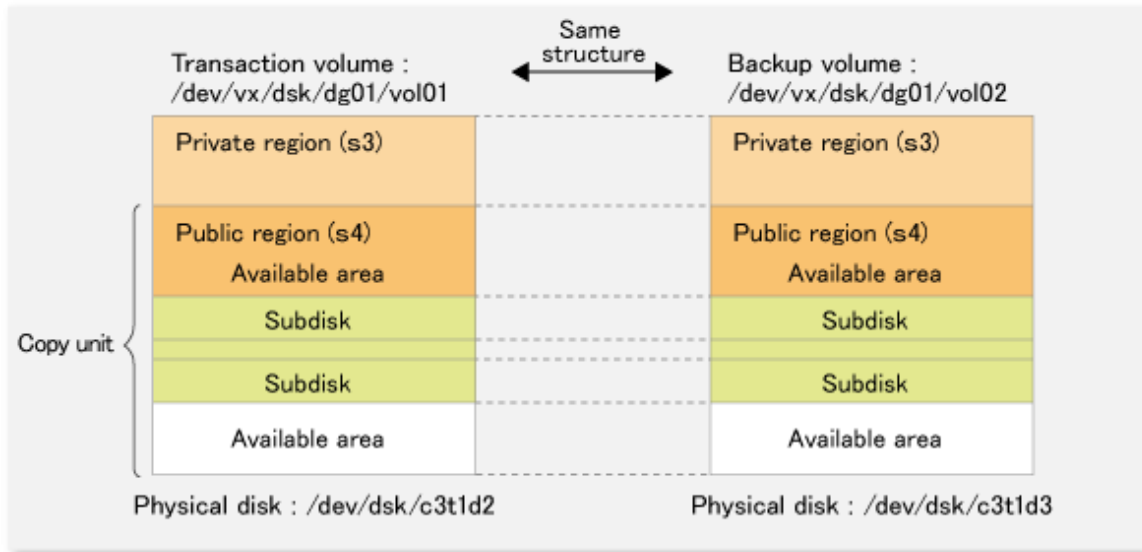 Same
structure
Transaction volume :
/dev/vx/dsk/dg01/vol01
Backup volume :
/dev/vx/dsk/dg01/vol02
Private region (s3)
Private region (s3)
Public region (s4)
Available area
Public region (s4)
Available area
Subdisk
Subdisk
Copy unit
Subdisk
Subdisk
Available area
Available area
Physical disk : /dev/dsk/c3t1d2
Physical disk : /dev/dsk/c3t1d3